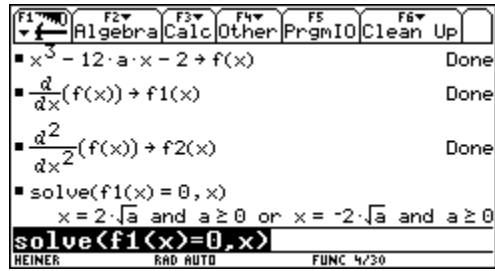 F1 F2 Algebra F3 Calc F4 Other F5 PrgmIO F6 Clean Up
▪ x³ − 12·a·x − 2 → f(x) Done
▪ d/dx(f(x)) → f1(x) Done
▪ d²/dx²(f(x)) → f2(x) Done
▪ solve(f1(x) = 0, x)
x = 2·√a and a ≥ 0 or x = ⁻2·√a and a ≥ 0
solve(f1(x)=0,x)
HEINER RAD AUTO FUNC 4/30